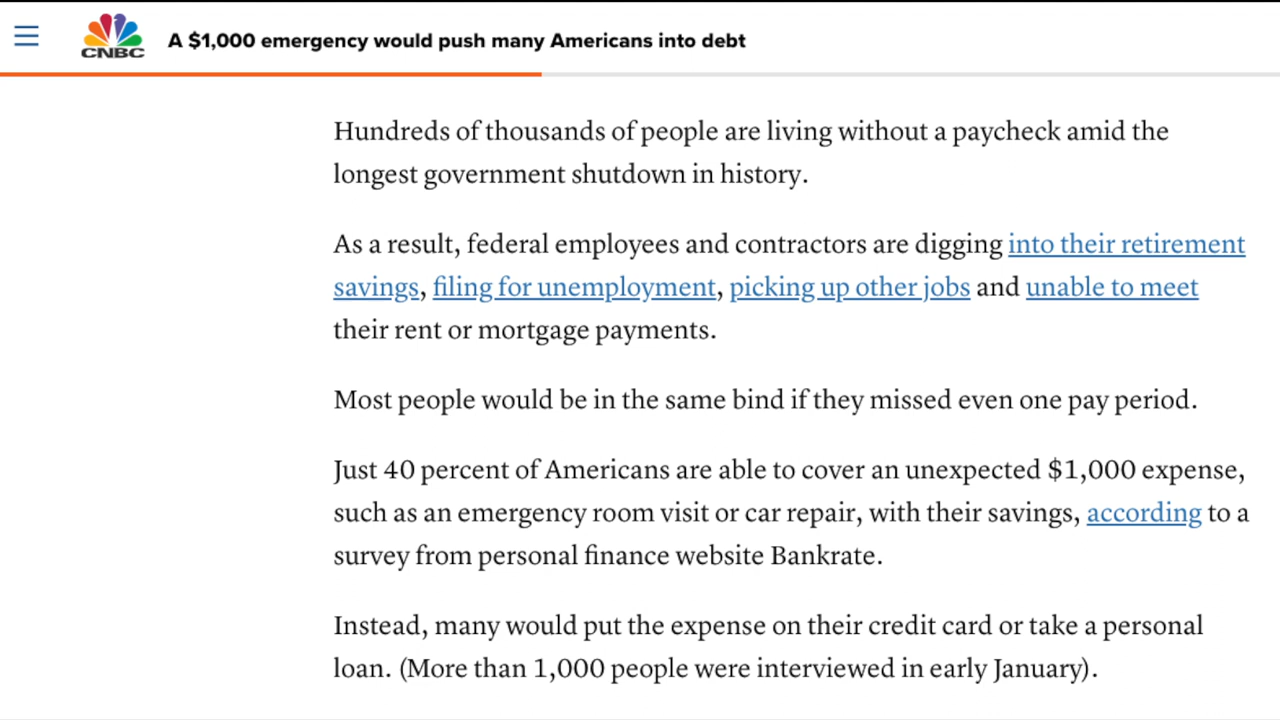 CNBC
A $1,000 emergency would push many Americans into debt
Hundreds of thousands of people are living without a paycheck amid the
longest government shutdown in history.
As a result, federal employees and contractors are digging into their retirement
savings, filing for unemployment, picking up other jobs and unable to meet
their rent or mortgage payments.
Most people would be in the same bind if they missed even one pay period.
Just 40 percent of Americans are able to cover an unexpected $1,000 expense,
such as an emergency room visit or car repair, with their savings, according to a
survey from personal finance website Bankrate.
Instead, many would put the expense on their credit card or take a personal
loan. (More than 1,000 people were interviewed in early January).